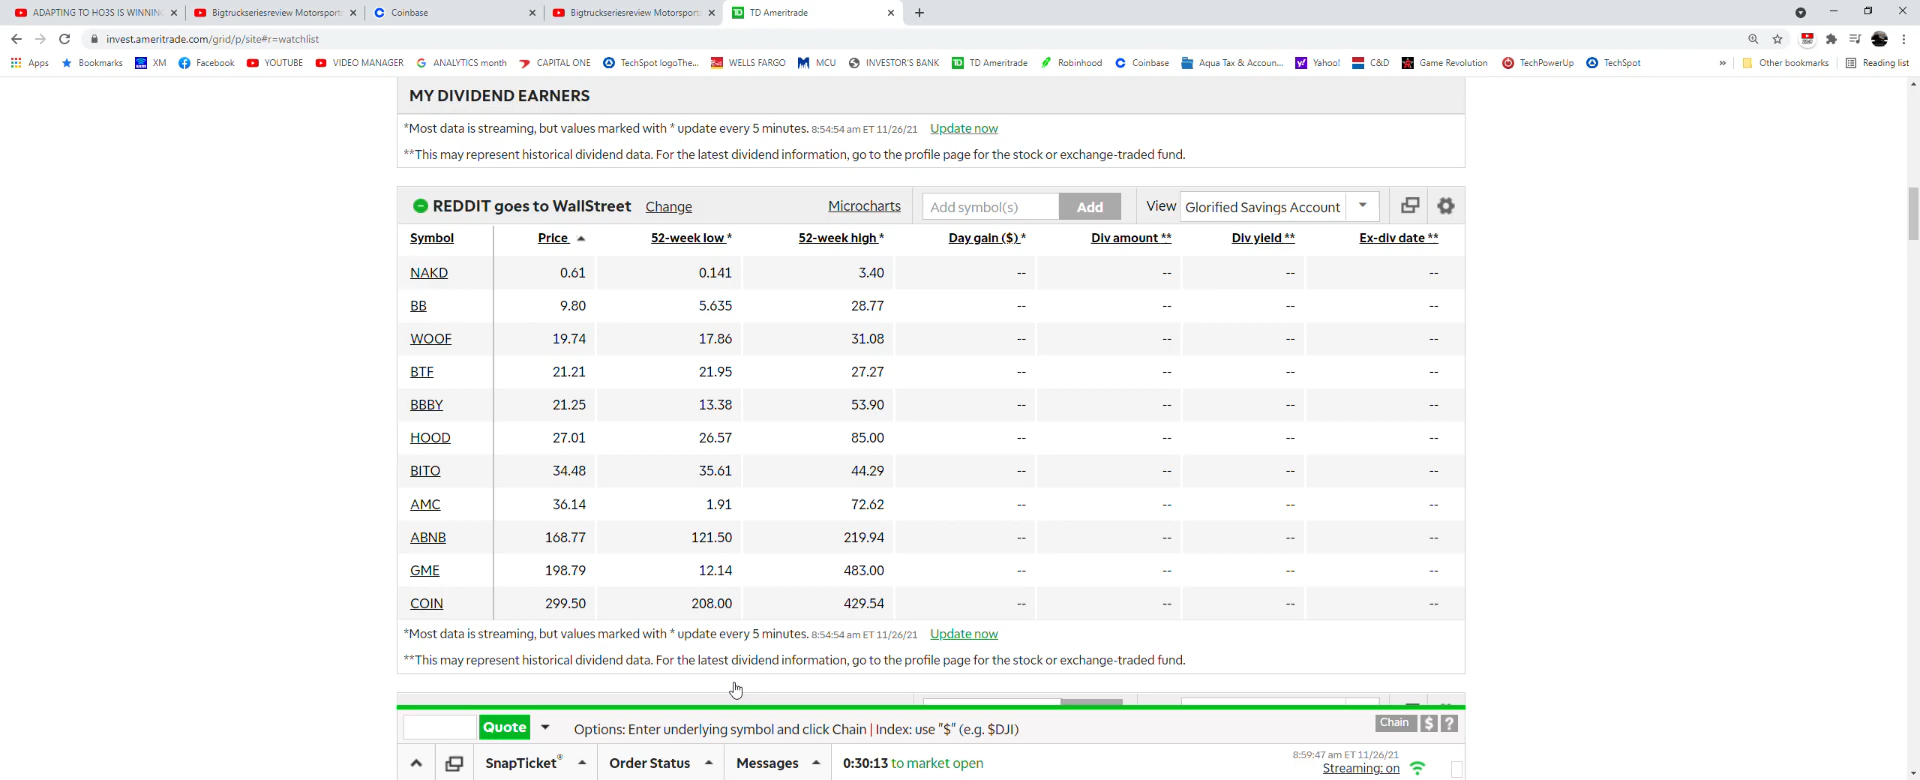 ADAPTING TO HO3S IS WINNIN
Bigtruckseriesreview Motorsport
Coinbase
Bigtruckseriesreview Motorsport
TD Ameritrade
invest.ameritrade.com/grid/p/site#r=watchlist
Apps Bookmarks XM Facebook YOUTUBE VIDEO MANAGER ANALYTICS month CAPITAL ONE TechSpot logoThe... WELLS FARGO MCU INVESTOR'S BANK TD Ameritrade Robinhood Coinbase Aqua Tax & Accoun... Yahoo! C&D Game Revolution TechPowerUp TechSpot » Other bookmarks Reading list
MY DIVIDEND EARNERS
*Most data is streaming, but values marked with * update every 5 minutes. 8:54:54 am ET 11/26/21 Update now
**This may represent historical dividend data. For the latest dividend information, go to the profile page for the stock or exchange-traded fund.
REDDIT goes to WallStreet Change Microcharts Add symbol(s) Add View Glorified Savings Account
Symbol Price 52-week low * 52-week high * Day gain ($) * Div amount ** Div yield ** Ex-div date **
NAKD 0.61 0.141 3.40 -- -- -- --
BB 9.80 5.635 28.77 -- -- -- --
WOOF 19.74 17.86 31.08 -- -- -- --
BTF 21.21 21.95 27.27 -- -- -- --
BBBY 21.25 13.38 53.90 -- -- -- --
HOOD 27.01 26.57 85.00 -- -- -- --
BITO 34.48 35.61 44.29 -- -- -- --
AMC 36.14 1.91 72.62 -- -- -- --
ABNB 168.77 121.50 219.94 -- -- -- --
GME 198.79 12.14 483.00 -- -- -- --
COIN 299.50 208.00 429.54 -- -- -- --
*Most data is streaming, but values marked with * update every 5 minutes. 8:54:54 am ET 11/26/21 Update now
**This may represent historical dividend data. For the latest dividend information, go to the profile page for the stock or exchange-traded fund.
Quote Options: Enter underlying symbol and click Chain | Index: use "$" (e.g. $DJI) Chain $ ?
SnapTicket® Order Status Messages 0:30:13 to market open 8:59:47 am ET 11/26/21
Streaming: on